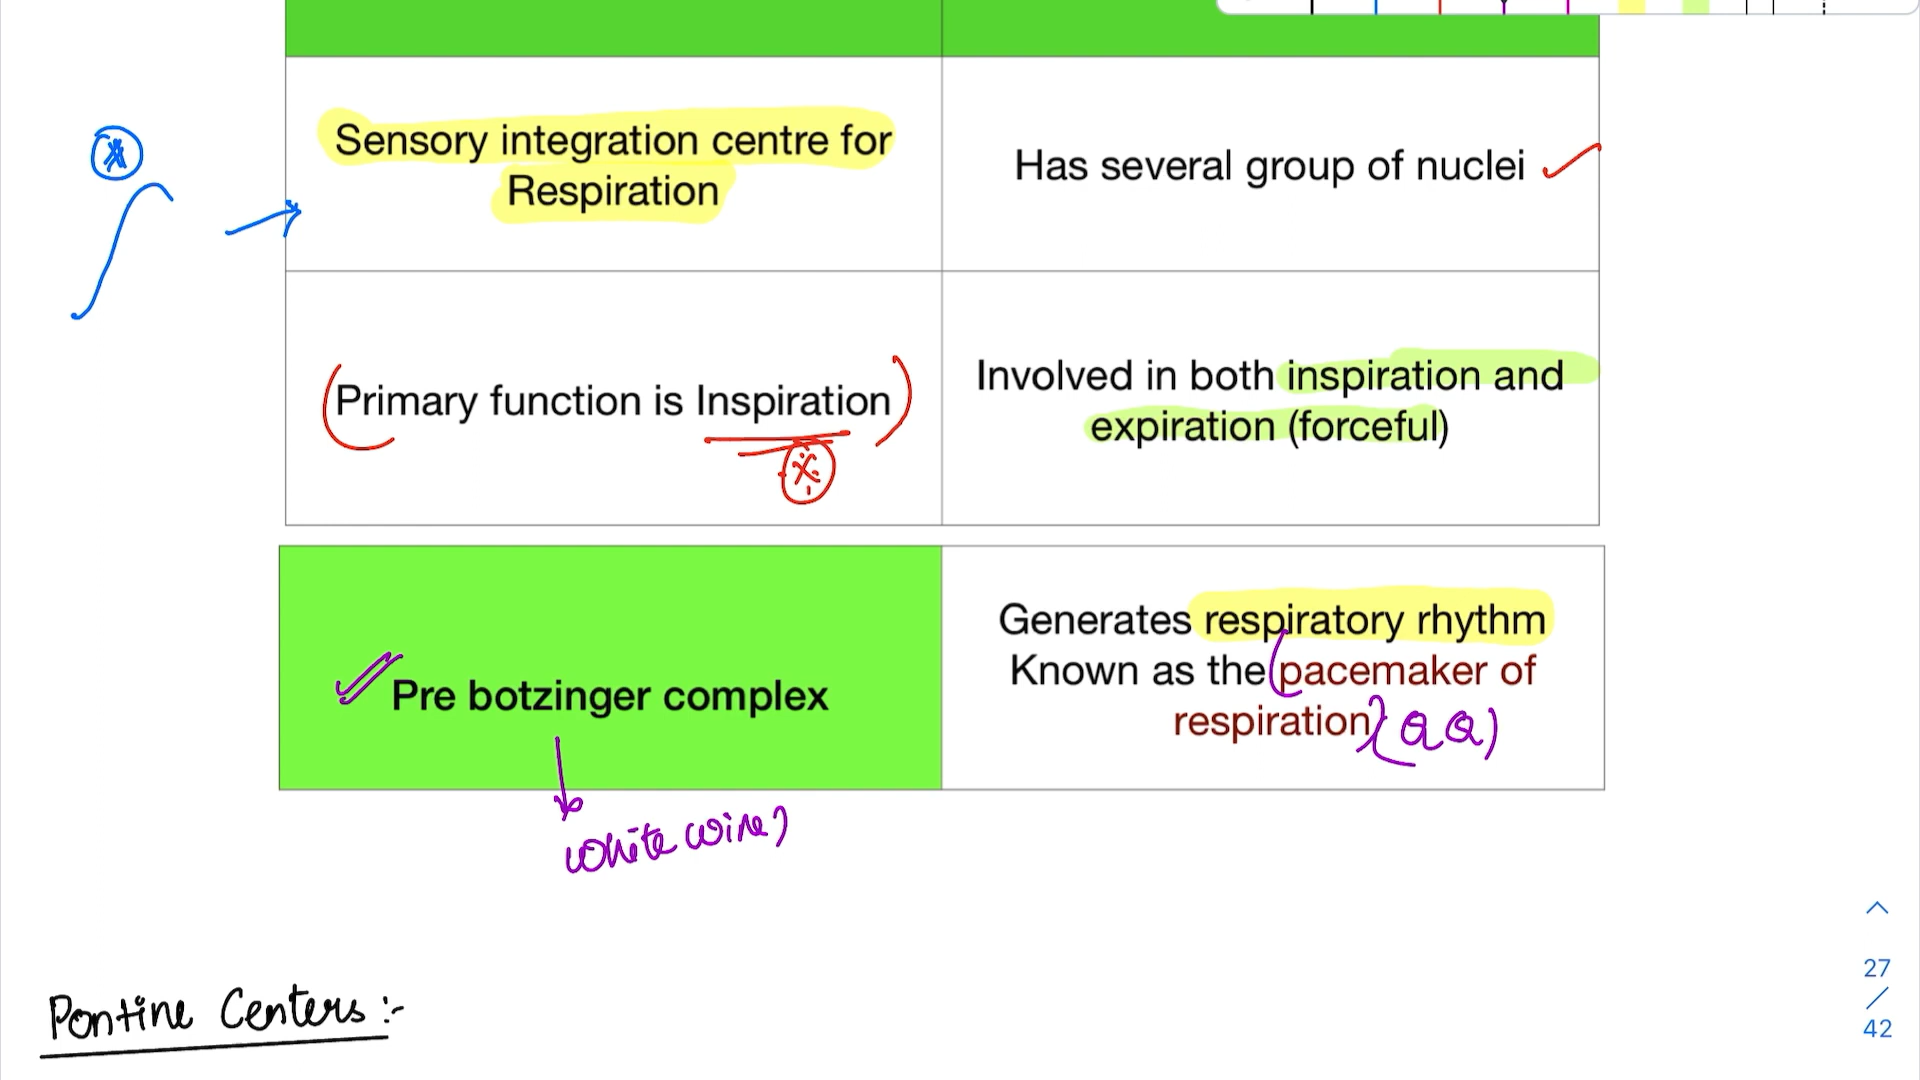 Sensory integration centre for
Respiration
Has several group of nuclei
(Primary function is Inspiration)
Involved in both inspiration and
expiration (forceful)
Pre botzinger complex
Generates respiratory rhythm
Known as the (pacemaker of
respiration)
white wine)
Pontine Centers :-
27
/
42